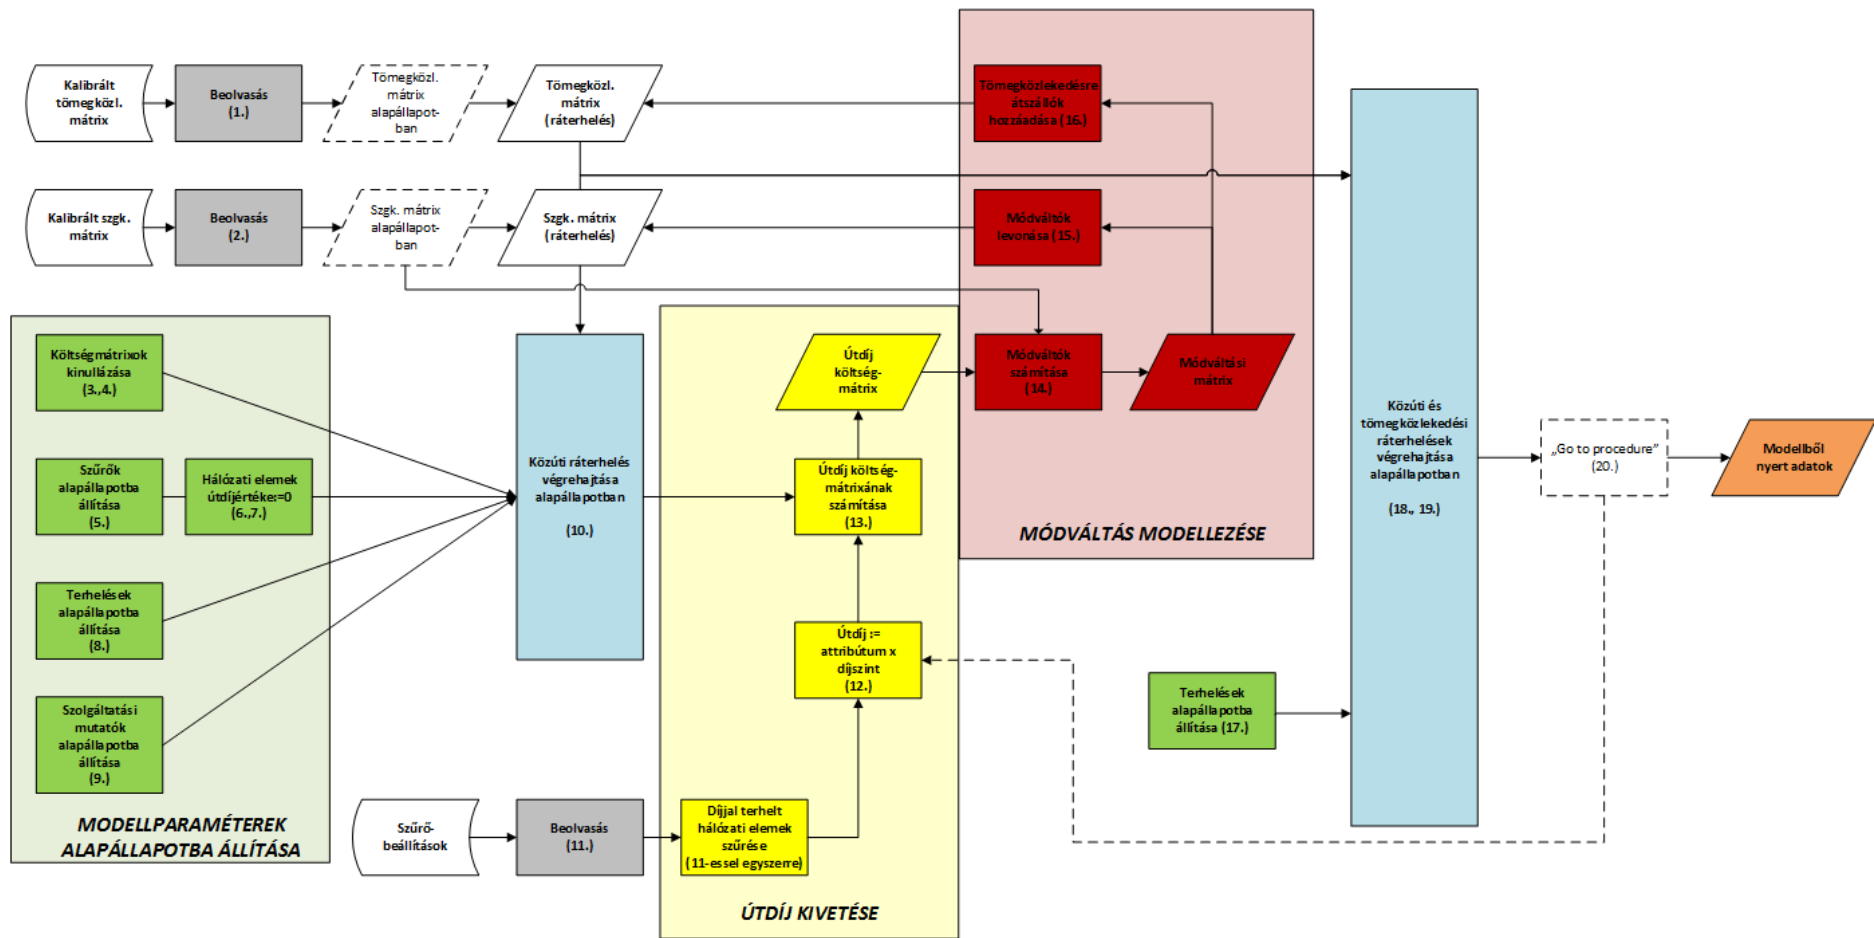 Kalibrált
tömegközl.
mátrix
Beolvasás
(1.)
Tömegközl.
mátrix
alapállapot-
ban
Tömegközl.
mátrix
(ráterhelés)
Tömegközlekedésre
átszállók
hozzáadása (16.)
Kalibrált szgk.
mátrix
Beolvasás
(2.)
Szgk. mátrix
alapállapot-
ban
Szgk. mátrix
(ráterhelés)
Módváltók
levonása (15.)
Költségmátrixok
kinullázása
(3.,4.)
Szűrők
alapállapotba
állítása
(5.)
Hálózati elemek
útdíjértéke:=0
(6.,7.)
Terhelések
alapállapotba
állítása
(8.)
Szolgáltatási
mutatók
alapállapotba
állítása
(9.)
MODELLPARAMÉTEREK
ALAPÁLLAPOTBA ÁLLÍTÁSA
Közúti ráterhelés
végrehajtása
alapállapotban
(10.)
Szűrő-
beállítások
Beolvasás
(11.)
Díjjal terhelt
hálózati elemek
szűrése
(11-essel egyszerre)
Útdíj :=
attribútum x
díjszint
(12.)
Útdíj költség-
mátrixának
számítása
(13.)
Útdíj
költség-
mátrix
ÚTDÍJ KIVETÉSE
Módváltók
számítása
(14.)
Módváltási
mátrix
MÓDVÁLTÁS MODELLEZÉSE
Terhelések
alapállapotba
állítása (17.)
Közúti és
tömegközlekedési
ráterhelések
végrehajtása
alapállapotban
(18., 19.)
„Go to procedure”
(20.)
Modellből
nyert adatok